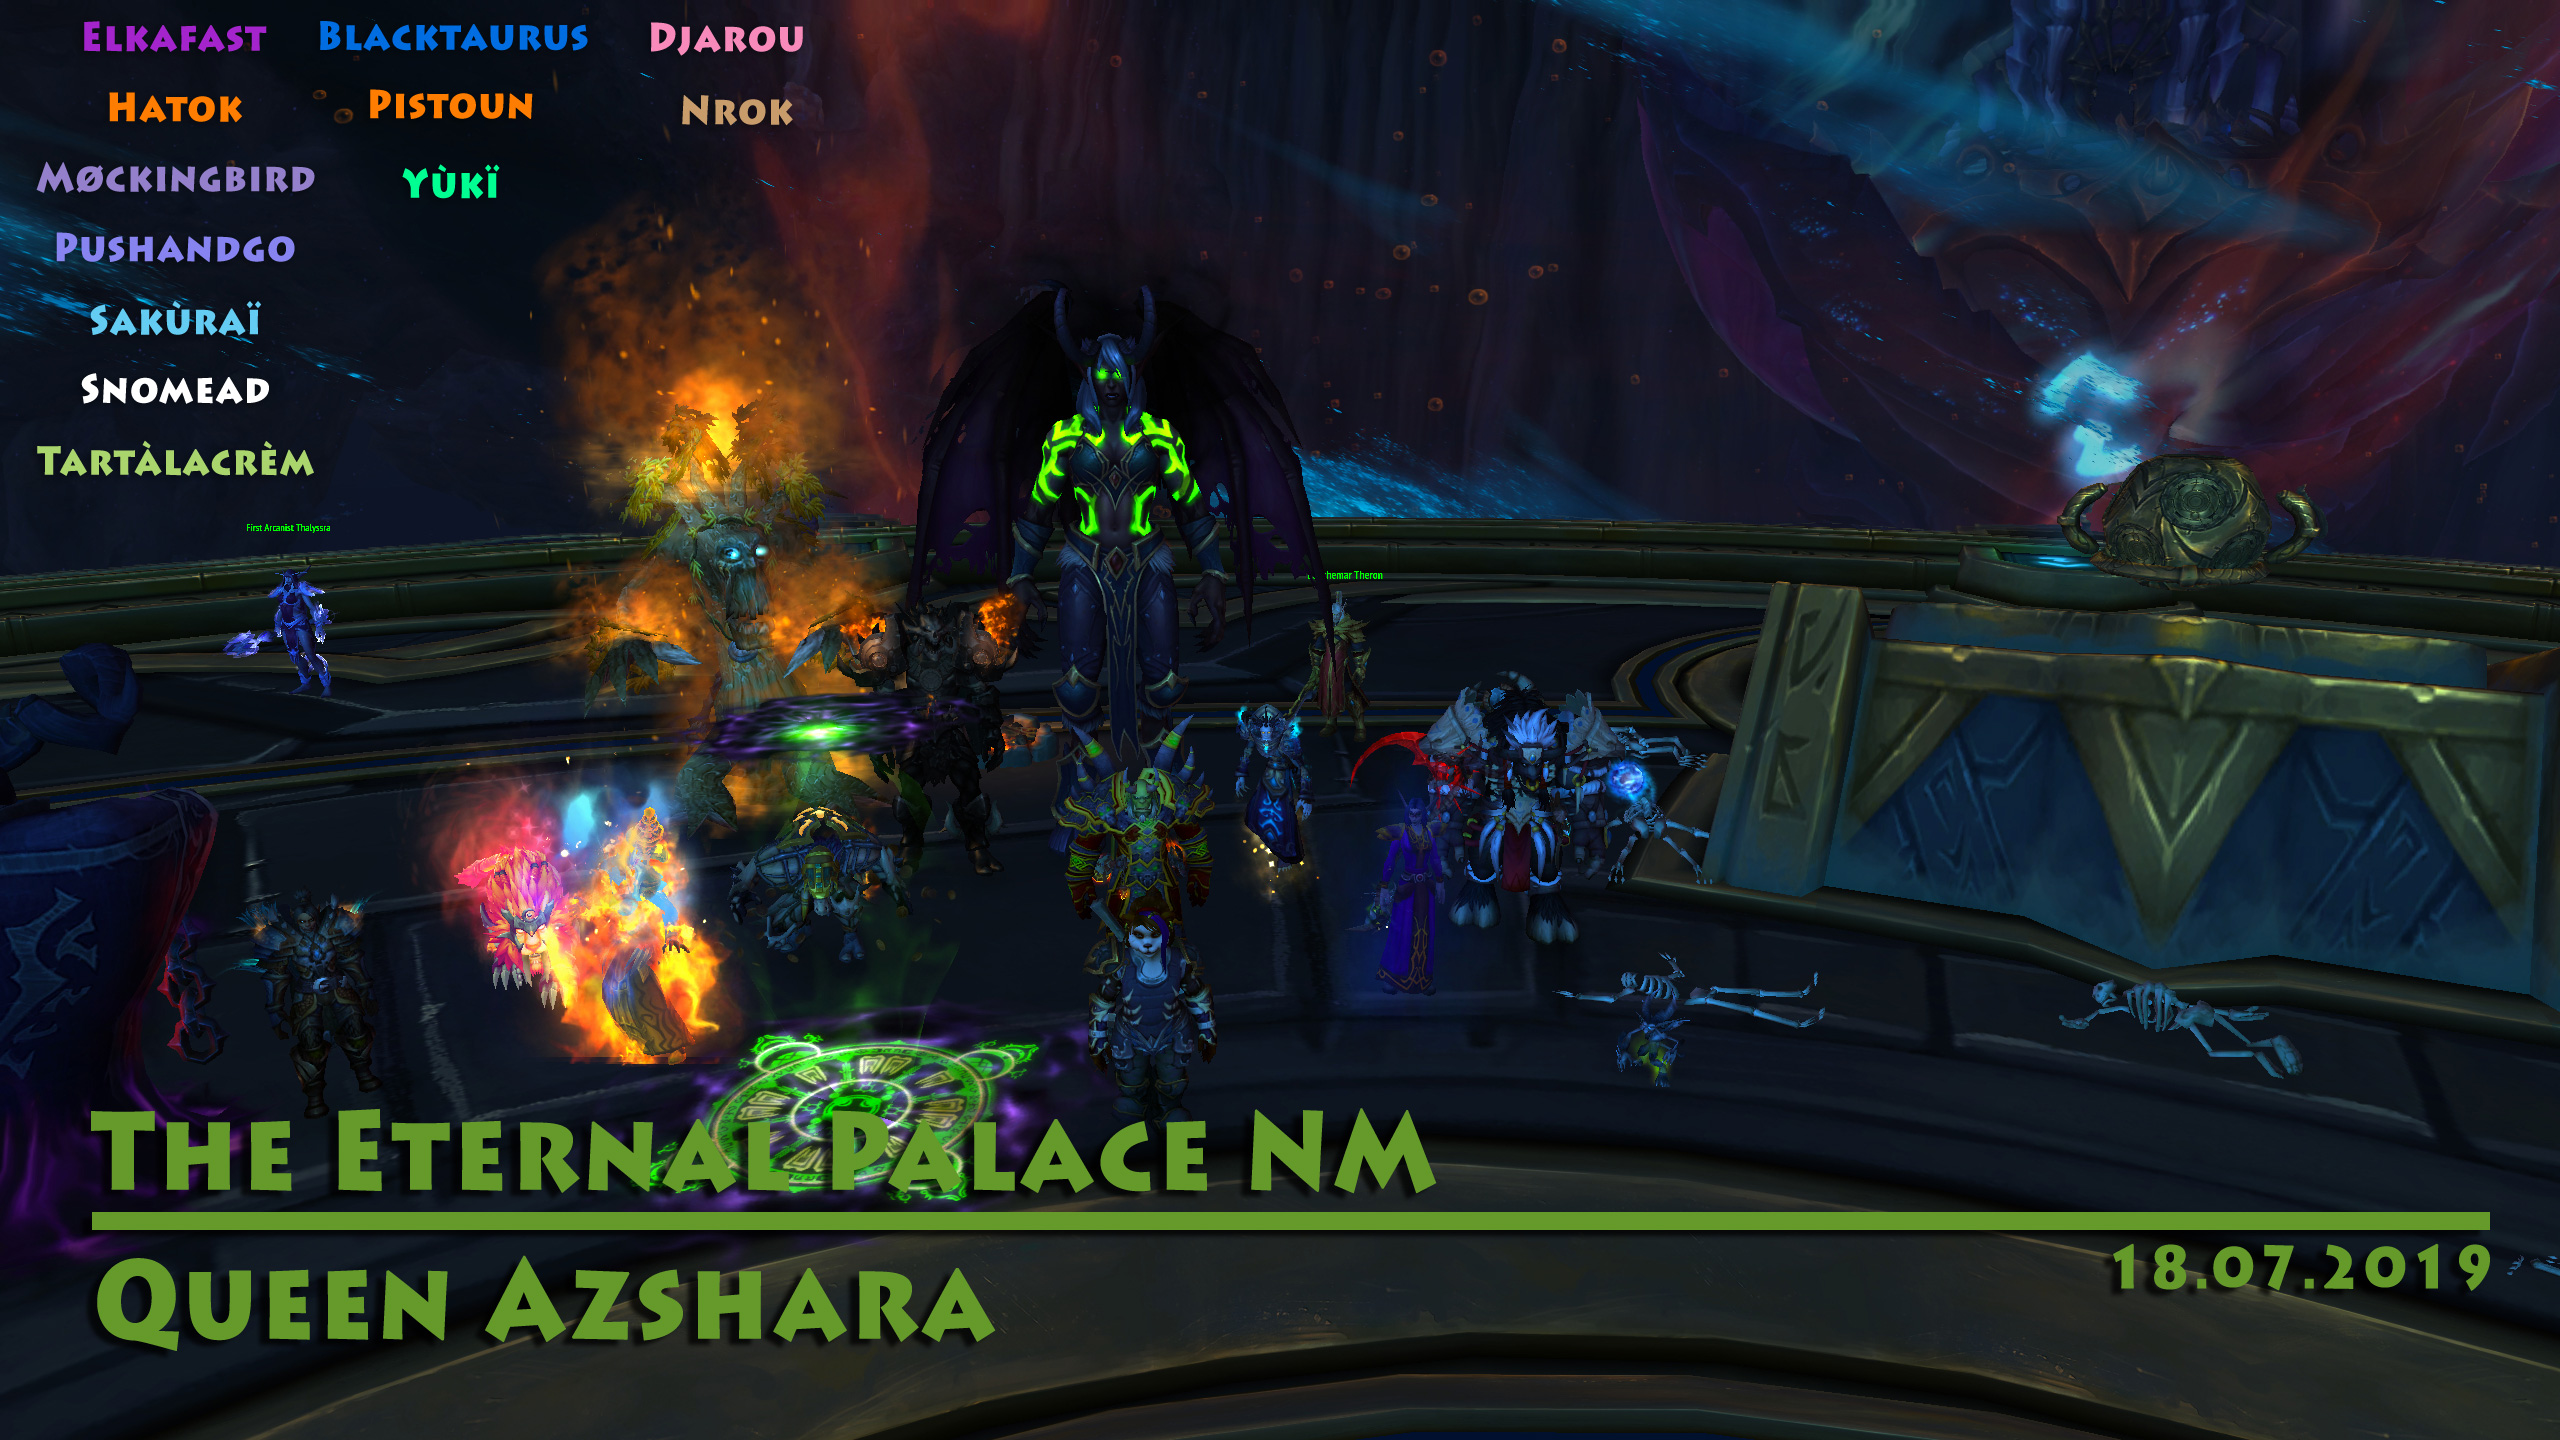 Elkafast Blacktaurus Djarou
Hatok Pistoun Nrok
Møckingbird Yùkï
Pushandgo
Sakùraï
Snomead
Tartàlacrèm
First Arcanist Thalyssra
Theron
The Eternal Palace NM
Queen Azshara
18.07.2019